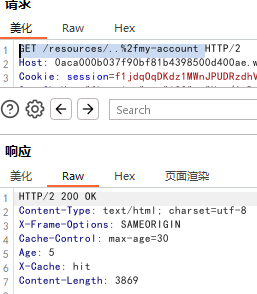 请求
美化 Raw Hex
1 GET /resources/..%2fmy-account HTTP/2
2 Host: 0aca000b037f90bf81b4398500d400ae.w
3 Cookie: session=f1jdqOqDKdz1MWnJPUDRzdhV
Search
响应
美化 Raw Hex 页面渲染
1 HTTP/2 200 OK
2 Content-Type: text/html; charset=utf-8
3 X-Frame-Options: SAMEORIGIN
4 Cache-Control: max-age=30
5 Age: 5
6 X-Cache: hit
7 Content-Length: 3869